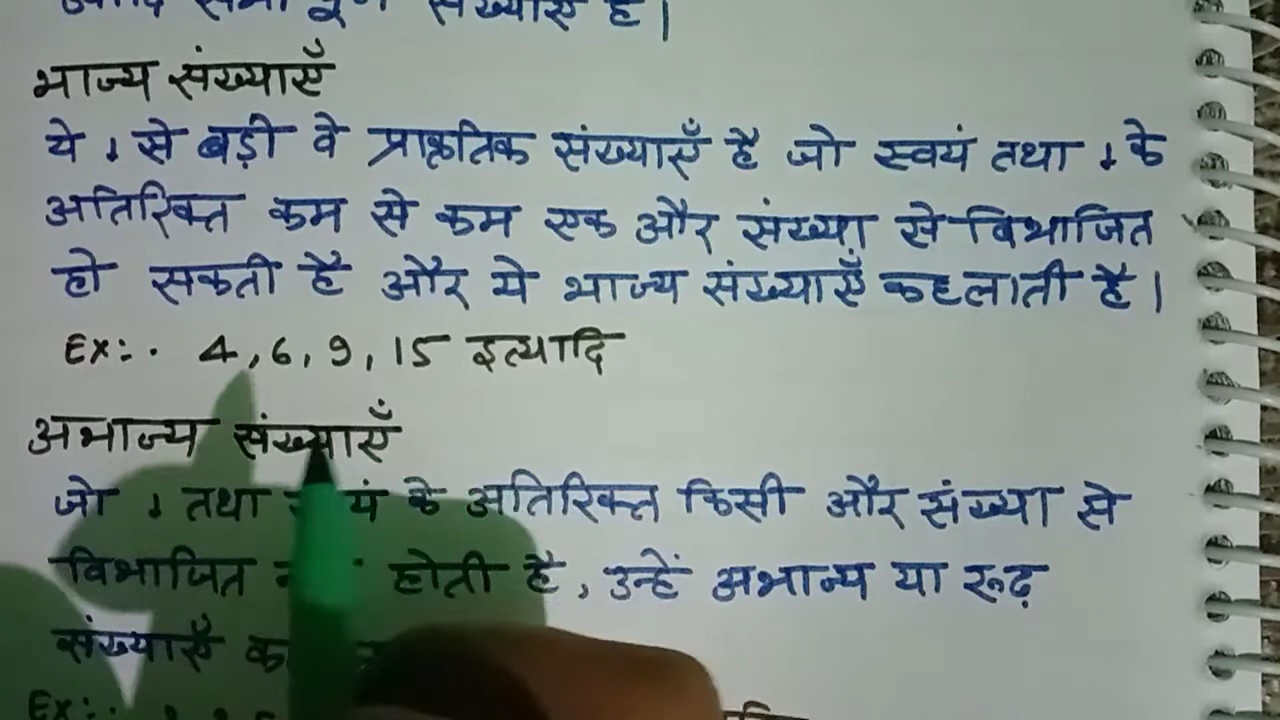 संख्याएँ है।
भाज्य संख्याएँ
ये 1 से बड़ी वे प्राकृतिक संख्याएँ है जो स्वयं तथा 1 के
अतिरिक्त कम से कम एक और संख्या से विभाजित
हो सकती है और ये भाज्य संख्याएँ कहलाती है।
Ex:. 4, 6, 9, 15 इत्यादि
अभाज्य संख्याएँ
जो 1 तथा के अतिरिक्त किसी और संख्या से
विभाजित होती है, उन्हें अभाज्य या रूढ़
संख्याएँ
Ex:.